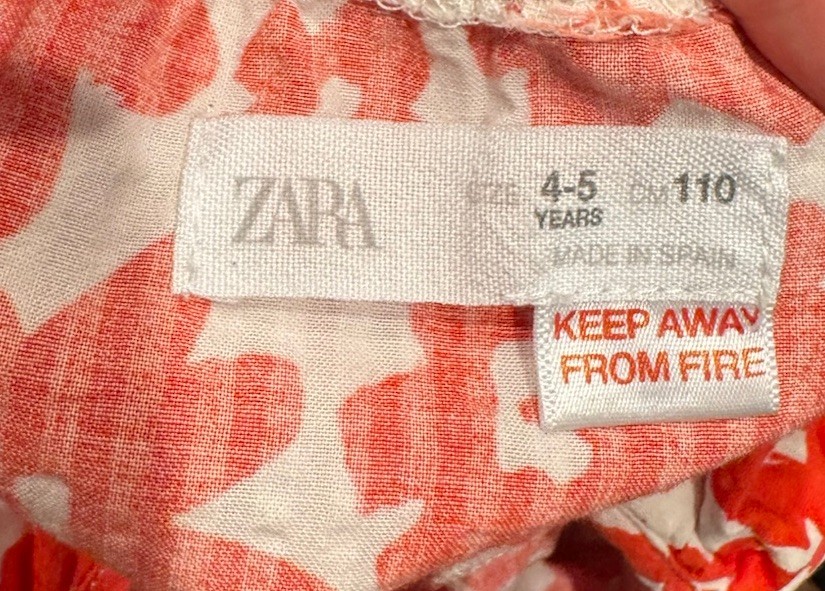 ZARA
SIZE 4-5 YEARS CM 110
MADE IN SPAIN
KEEP AWAY
FROM FIRE